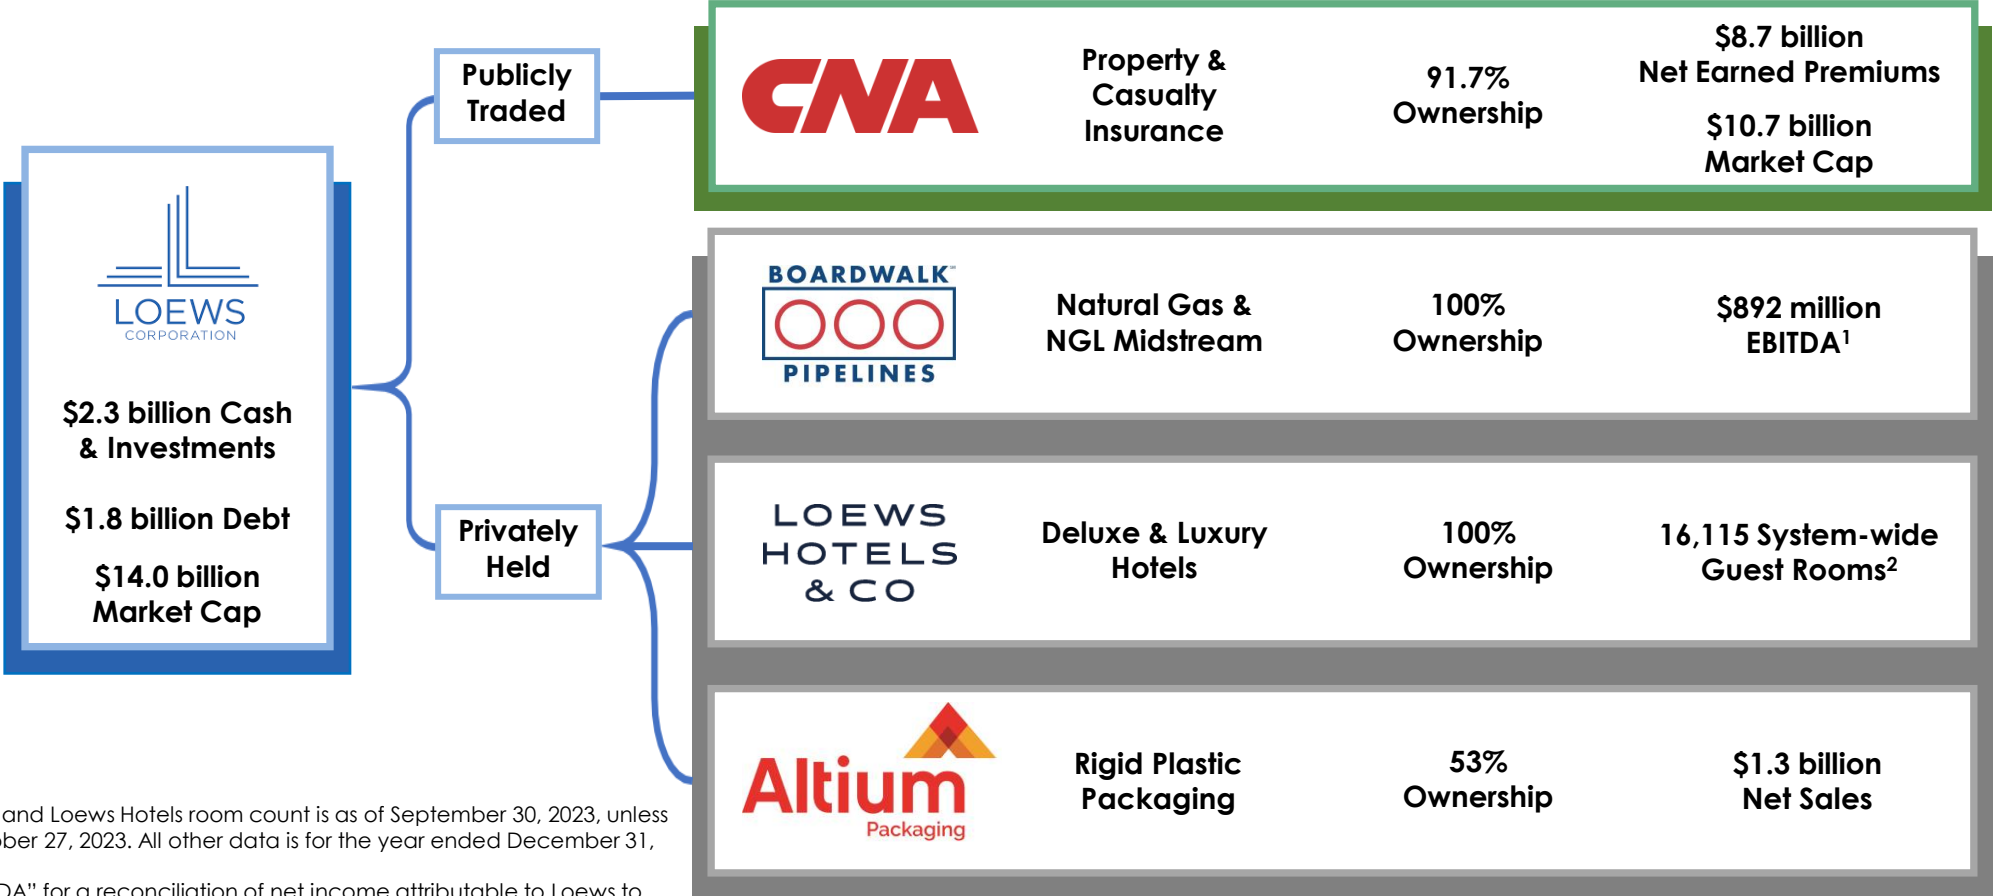 LOEWS
CORPORATION
$2.3 billion Cash
& Investments
$1.8 billion Debt
$14.0 billion
Market Cap
Publicly
Traded
Privately
Held
CNA
Property &
Casualty
Insurance
91.7%
Ownership
$8.7 billion
Net Earned Premiums
$10.7 billion
Market Cap
BOARDWALK
PIPELINES
Natural Gas &
NGL Midstream
100%
Ownership
$892 million
EBITDA¹
LOEWS
HOTELS
& CO
Deluxe & Luxury
Hotels
100%
Ownership
16,115 System-wide
Guest Rooms²
Altium
Packaging
Rigid Plastic
Packaging
53%
Ownership
$1.3 billion
Net Sales
and Loews Hotels room count is as of September 30, 2023, unless
ber 27, 2023. All other data is for the year ended December 31,
DA” for a reconciliation of net income attributable to Loews to